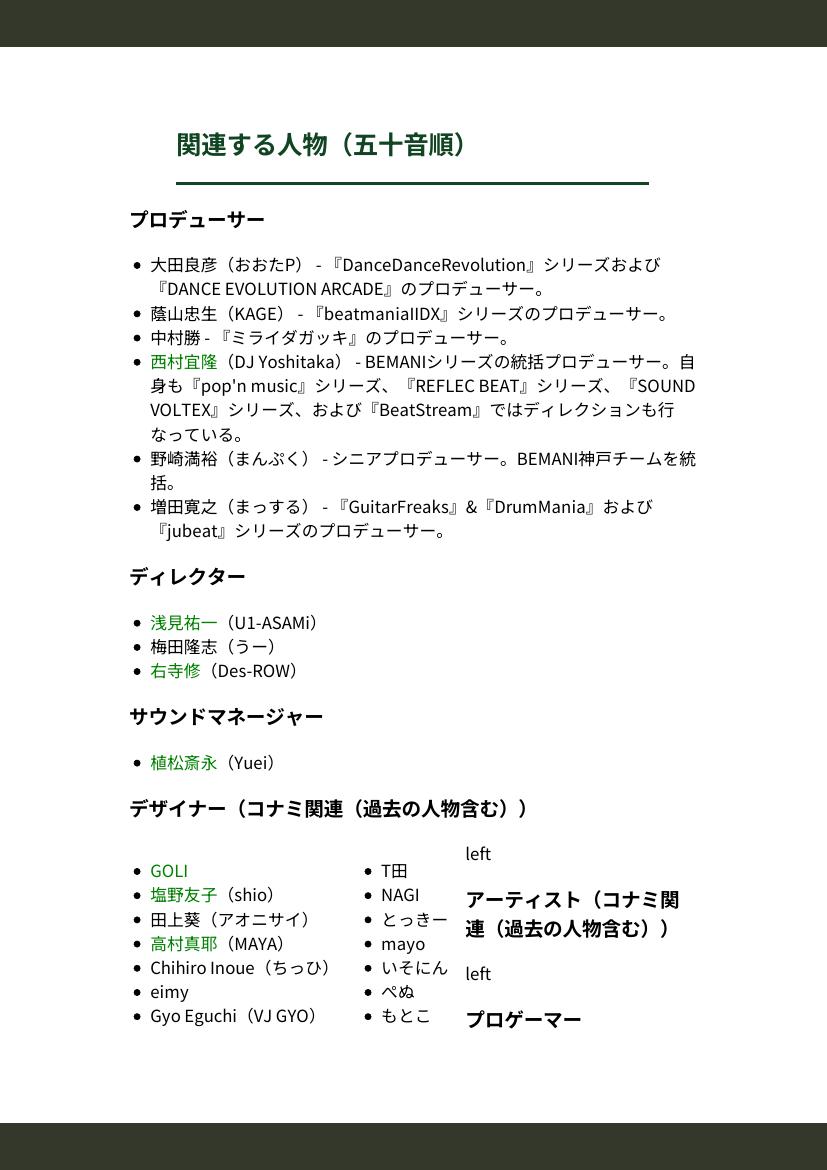 関連する人物（五十音順）
プロデューサー
大田良彦（おおたP） - 『DanceDanceRevolution』シリーズおよび
『DANCE EVOLUTION ARCADE』のプロデューサー。
蔭山忠生（KAGE） - 『beatmaniaIIDX』シリーズのプロデューサー。
中村勝 - 『ミライダガッキ』のプロデューサー。
西村宜隆（DJ Yoshitaka） - BEMANIシリーズの統括プロデューサー。自
身も『pop'n music』シリーズ、『REFLEC BEAT』シリーズ、『SOUND
VOLTEX』シリーズ、および『BeatStream』ではディレクションも行
なっている。
野崎満裕（まんぷく） - シニアプロデューサー。BEMANI神戸チームを統
括。
増田寛之（まっする） - 『GuitarFreaks』&『DrumMania』および
『jubeat』シリーズのプロデューサー。
ディレクター
浅見祐一（U1-ASAMi）
梅田隆志（うー）
右寺修（Des-ROW）
サウンドマネージャー
植松斎永（Yuei）
デザイナー（コナミ関連（過去の人物含む））
GOLI
塩野友子（shio）
田上葵（アオニサイ）
高村真耶（MAYA）
Chihiro Inoue（ちっひ）
eimy
Gyo Eguchi（VJ GYO）
T田
NAGI
とっきー
mayo
いそにん
ぺぬ
もとこ
left
アーティスト（コナミ関
連（過去の人物含む））
left
プロゲーマー